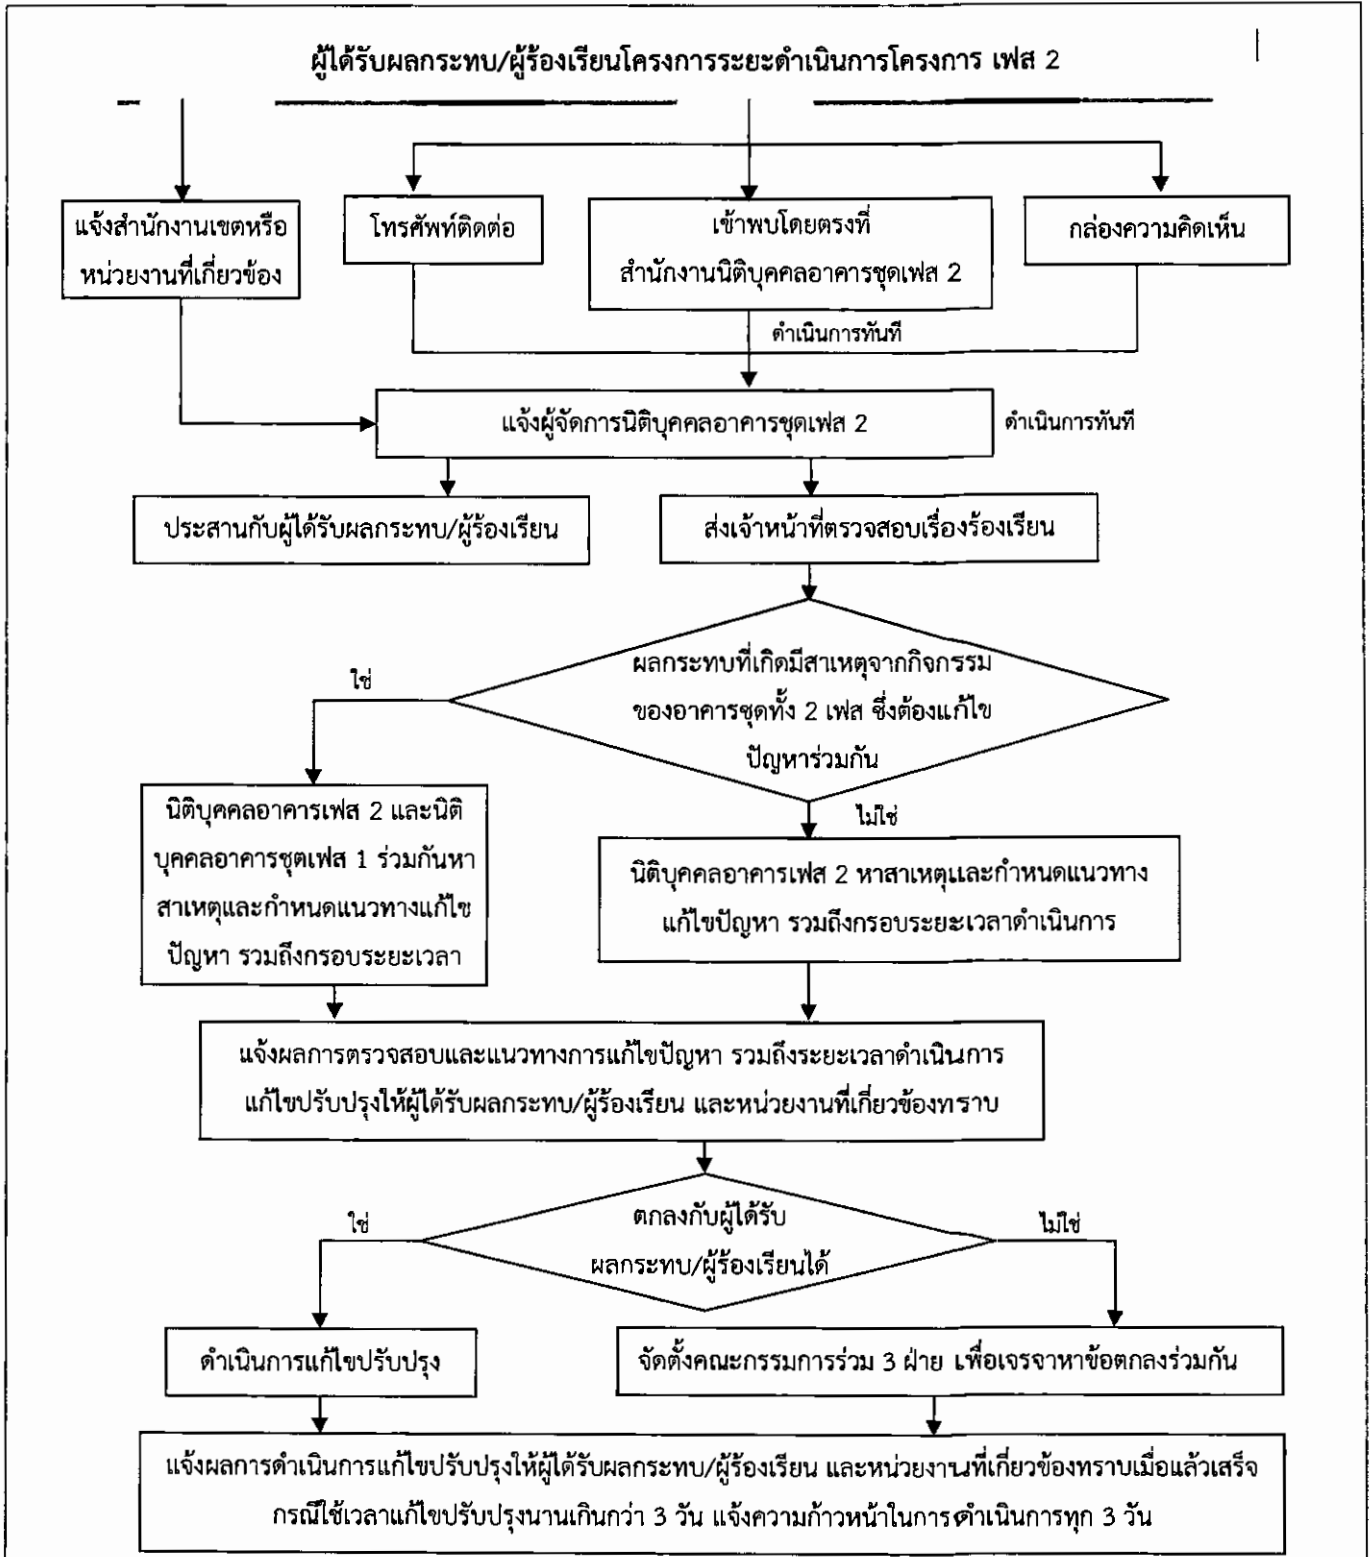 ผู้ได้รับผลกระทบ/ผู้ร้องเรียนโครงการระยะดำเนินการโครงการ เฟส 2
แจ้งสำนักงานเขตหรือ
หน่วยงานที่เกี่ยวข้อง
โทรศัพท์ติดต่อ
เข้าพบโดยตรงที่
สำนักงานนิติบุคคลอาคารชุดเฟส 2
กล่องความคิดเห็น
ดำเนินการทันที
แจ้งผู้จัดการนิติบุคคลอาคารชุดเฟส 2
ดำเนินการทันที
ประสานกับผู้ได้รับผลกระทบ/ผู้ร้องเรียน
ส่งเจ้าหน้าที่ตรวจสอบเรื่องร้องเรียน
ผลกระทบที่เกิดมีสาเหตุจากกิจกรรม
ของอาคารชุดทั้ง 2 เฟส ซึ่งต้องแก้ไข
ปัญหาร่วมกัน
ใช่
ไม่ใช่
นิติบุคคลอาคารเฟส 2 และนิติ
บุคคลอาคารชุดเฟส 1 ร่วมกันหา
สาเหตุและกำหนดแนวทางแก้ไข
ปัญหา รวมถึงกรอบระยะเวลา
นิติบุคคลอาคารเฟส 2 หาสาเหตุและกำหนดแนวทาง
แก้ไขปัญหา รวมถึงกรอบระยะเวลาดำเนินการ
แจ้งผลการตรวจสอบและแนวทางการแก้ไขปัญหา รวมถึงระยะเวลาดำเนินการ
แก้ไขปรับปรุงให้ผู้ได้รับผลกระทบ/ผู้ร้องเรียน และหน่วยงานที่เกี่ยวข้องทราบ
ตกลงกับผู้ได้รับ
ผลกระทบ/ผู้ร้องเรียนได้
ใช่
ไม่ใช่
ดำเนินการแก้ไขปรับปรุง
จัดตั้งคณะกรรมการร่วม 3 ฝ่าย เพื่อเจรจาหาข้อตกลงร่วมกัน
แจ้งผลการดำเนินการแก้ไขปรับปรุงให้ผู้ได้รับผลกระทบ/ผู้ร้องเรียน และหน่วยงานที่เกี่ยวข้องทราบเมื่อแล้วเสร็จ
กรณีใช้เวลาแก้ไขปรับปรุงนานเกินกว่า 3 วัน แจ้งความก้าวหน้าในการดำเนินการทุก 3 วัน